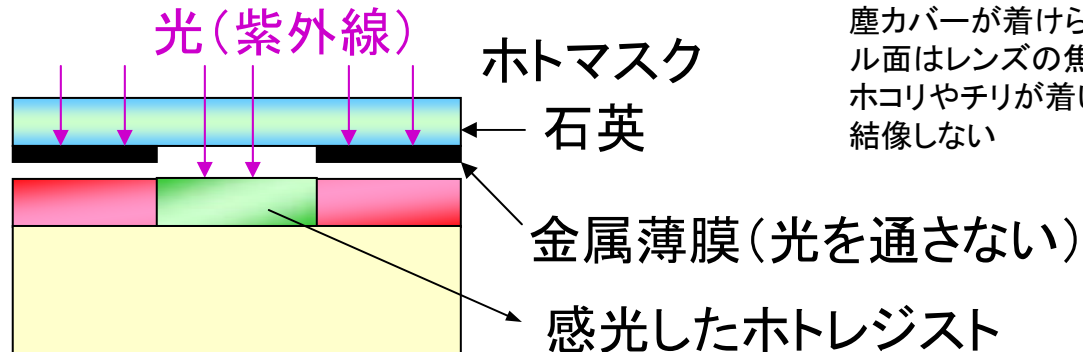 光(紫外線)
ホトマスク
石英
金属薄膜(光を通さない)
感光したホトレジスト
塵カバーが着けら
ル面はレンズの焦
ホコリやチリが着い
結像しない